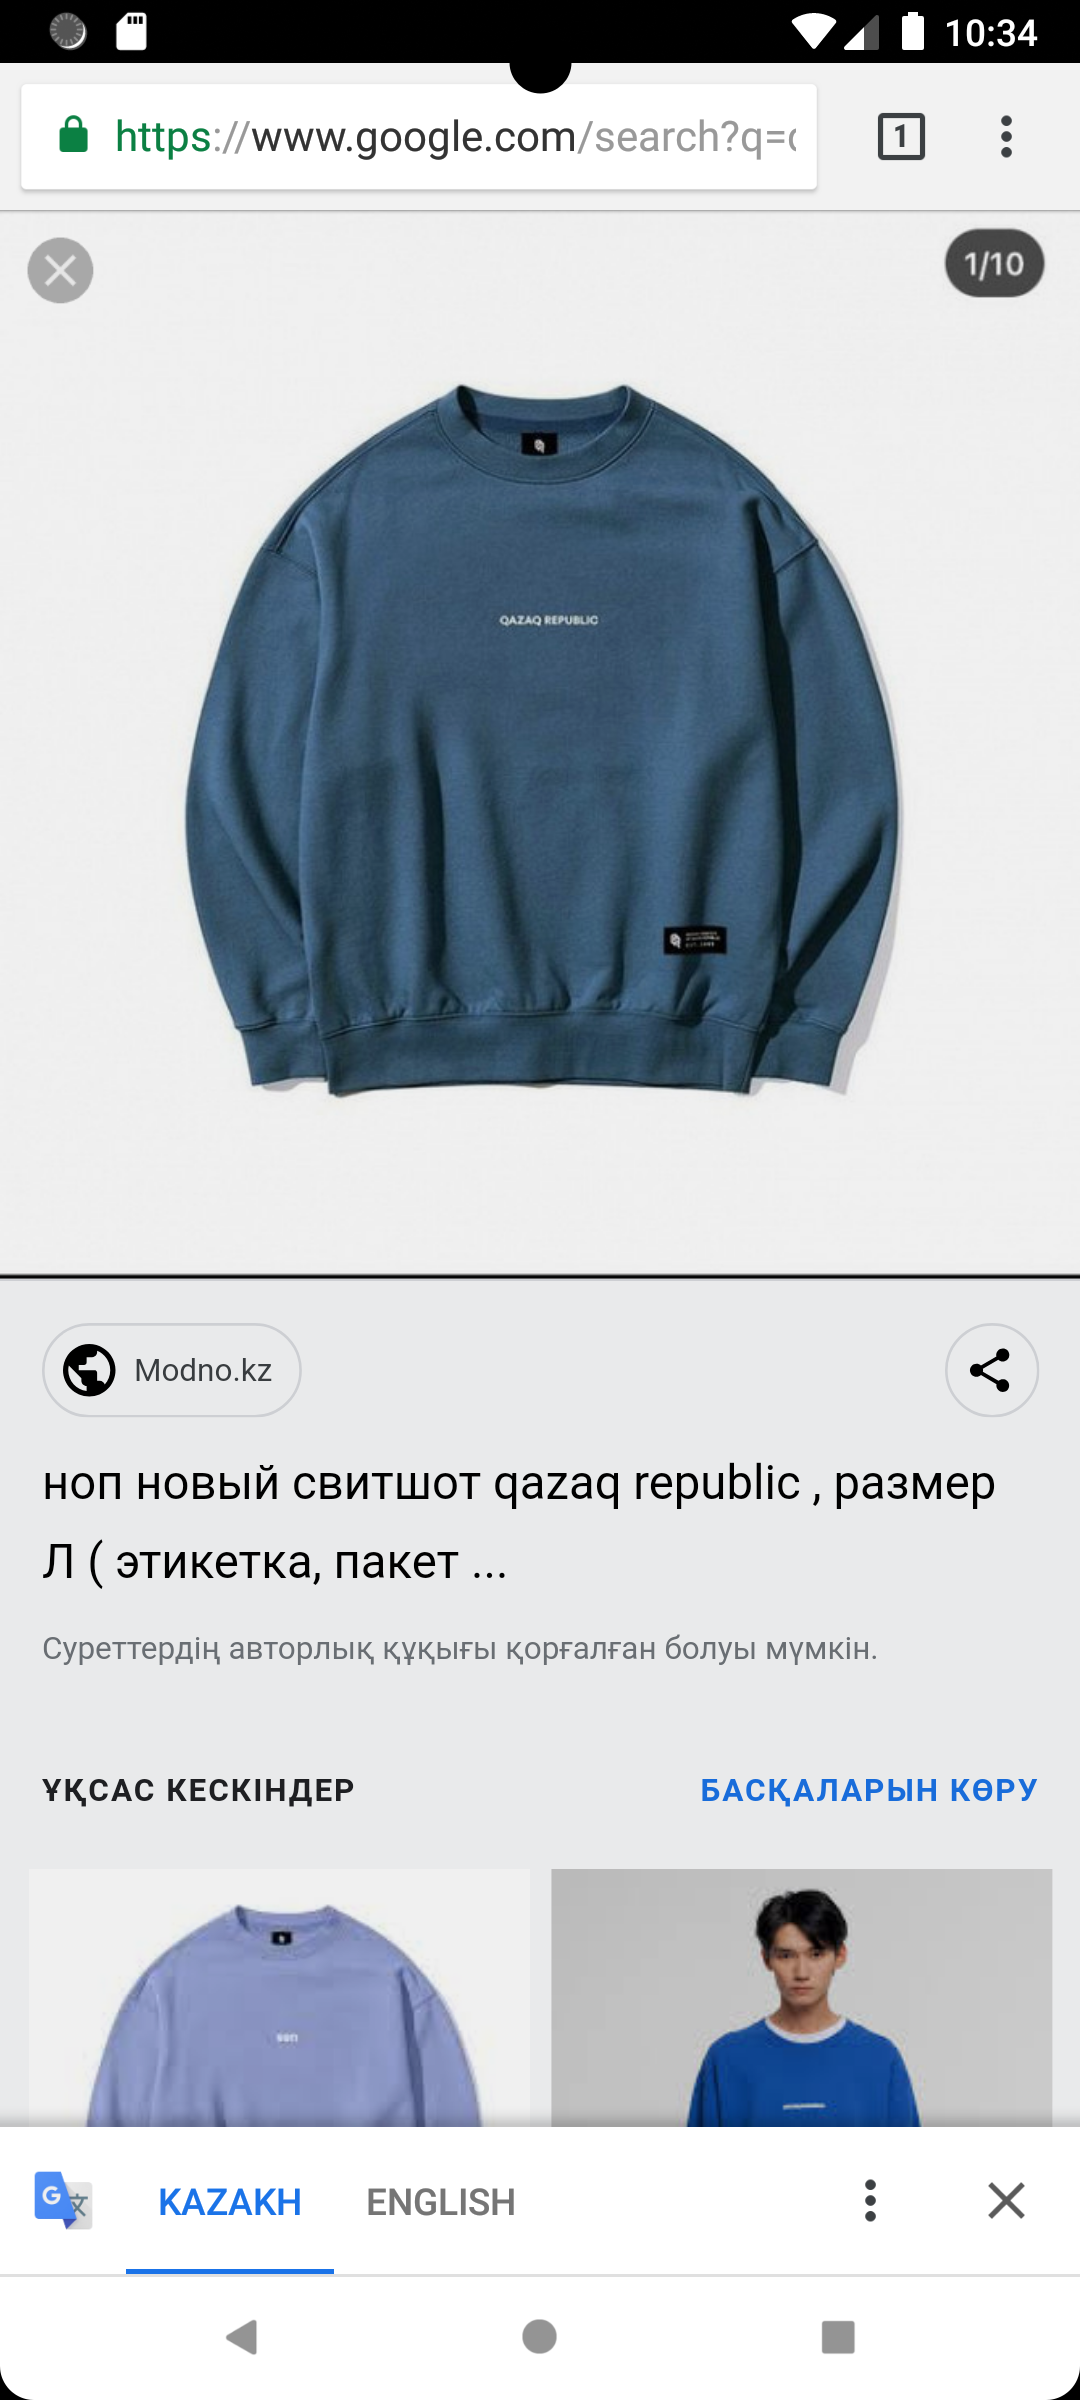 10:34
https://www.google.com/search?q=
1
1/10
QAZAQ REPUBLIC
Modno.kz
ноп новый свитшот qazaq republic , размер
Л ( этикетка, пакет ...
Суреттердің авторлық құқығы қорғалған болуы мүмкін.
ҰҚСАС КЕСКІНДЕР
БАСҚАЛАРЫН КӨРУ
sen
KAZAKH
ENGLISH